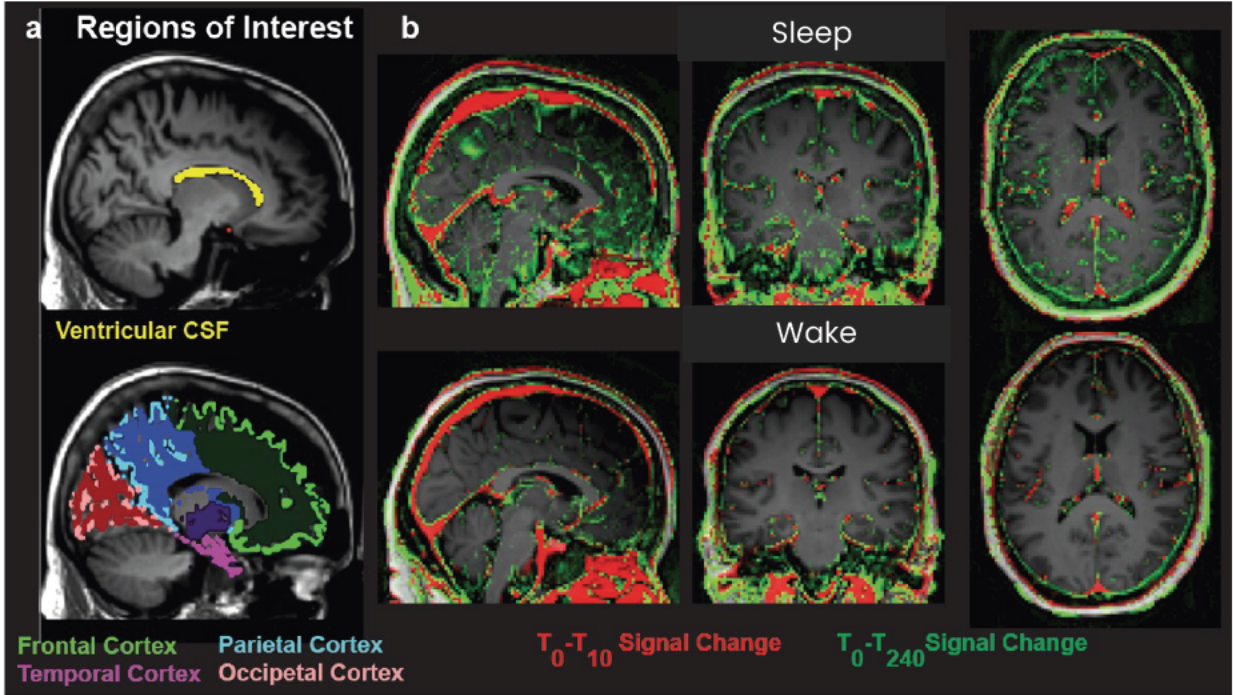 a Regions of Interest
b
Sleep
Ventricular CSF
Wake
Frontal Cortex Parietal Cortex
Temporal Cortex Occipetal Cortex
T0-T10 Signal Change T0-T240 Signal Change